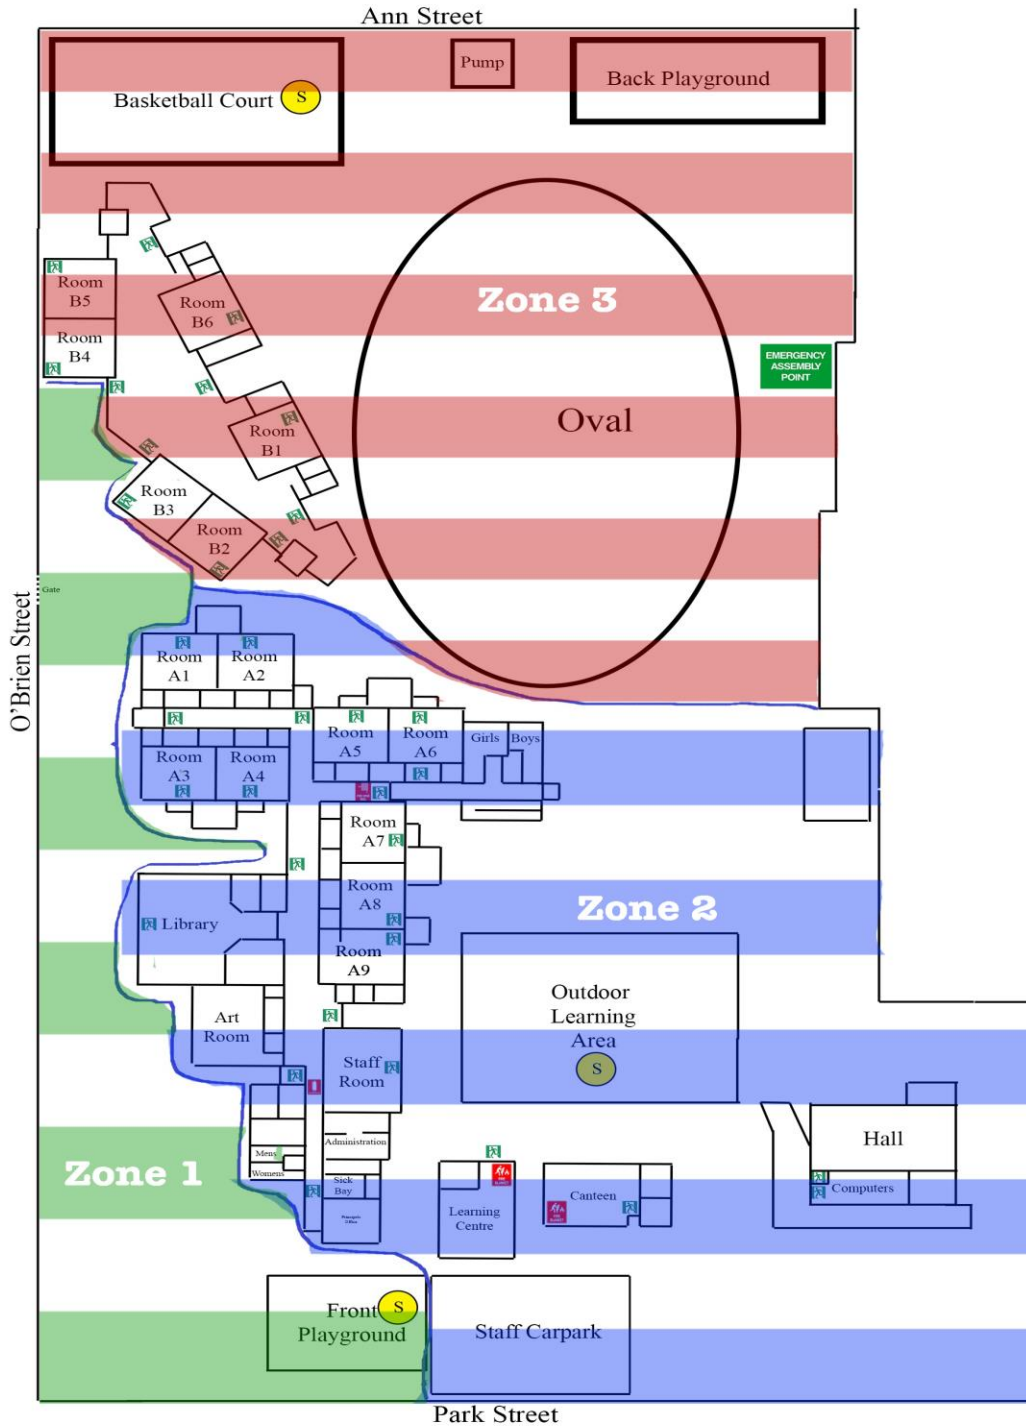 Ann Street
Pump
Back Playground
Basketball Court
S
Room
B5
Room
B6
Zone 3
Room
B4
EMERGENCY
ASSEMBLY
POINT
Oval
Room
B1
Room
B3
Room
B2
Gate
O'Brien Street
Room
A1
Room
A2
Room
A5
Room
A6
Girls
Boys
Room
A3
Room
A4
Room
A7
Room
A8
Library
Zone 2
Room
A9
Art
Room
Outdoor
Learning
Area
S
Staff
Room
Administration
Hall
Mens
Womens
Zone 1
Sick
Bay
Computers
Learning
Centre
Canteen
Front
Playground
S
Staff Carpark
Park Street